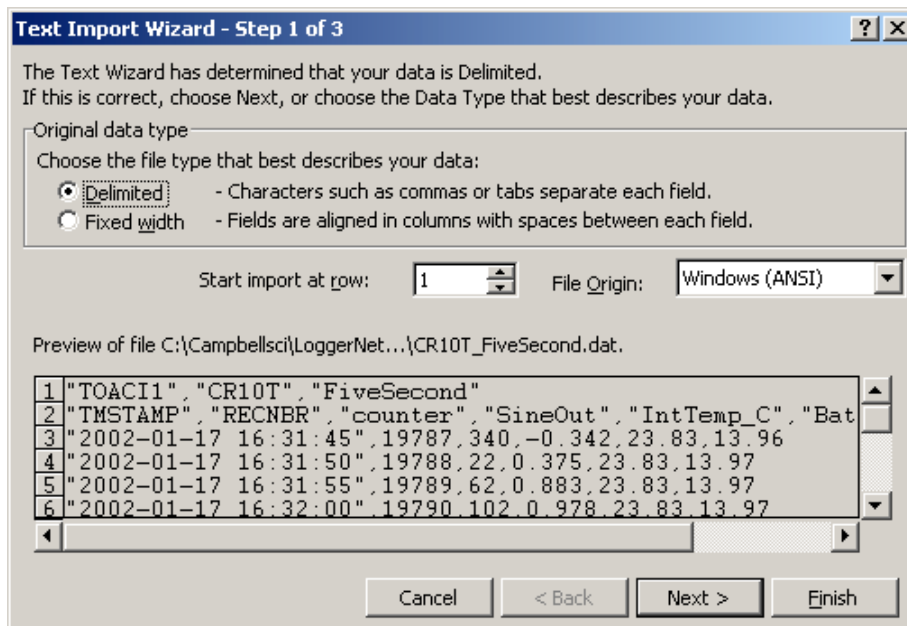 Text Import Wizard - Step 1 of 3
The Text Wizard has determined that your data is Delimited.
If this is correct, choose Next, or choose the Data Type that best describes your data.
Original data type
Choose the file type that best describes your data:
Delimited - Characters such as commas or tabs separate each field.
Fixed width - Fields are aligned in columns with spaces between each field.
Start import at row: 1 File Origin: Windows (ANSI)
Preview of file C:\Campbellsci\LoggerNet...\CR10T_FiveSecond.dat.
1 "TOACI1","CR10T","FiveSecond"
2 "TMSTAMP","RECNBR","counter","SineOut","IntTemp_C","Bat
3 "2002-01-17 16:31:45",19787,340,-0.342,23.83,13.96
4 "2002-01-17 16:31:50",19788,22,0.375,23.83,13.97
5 "2002-01-17 16:31:55",19789,62,0.883,23.83,13.97
6 "2002-01-17 16:32:00",19790,102,0.978,23.83,13.97
Cancel < Back Next > Finish